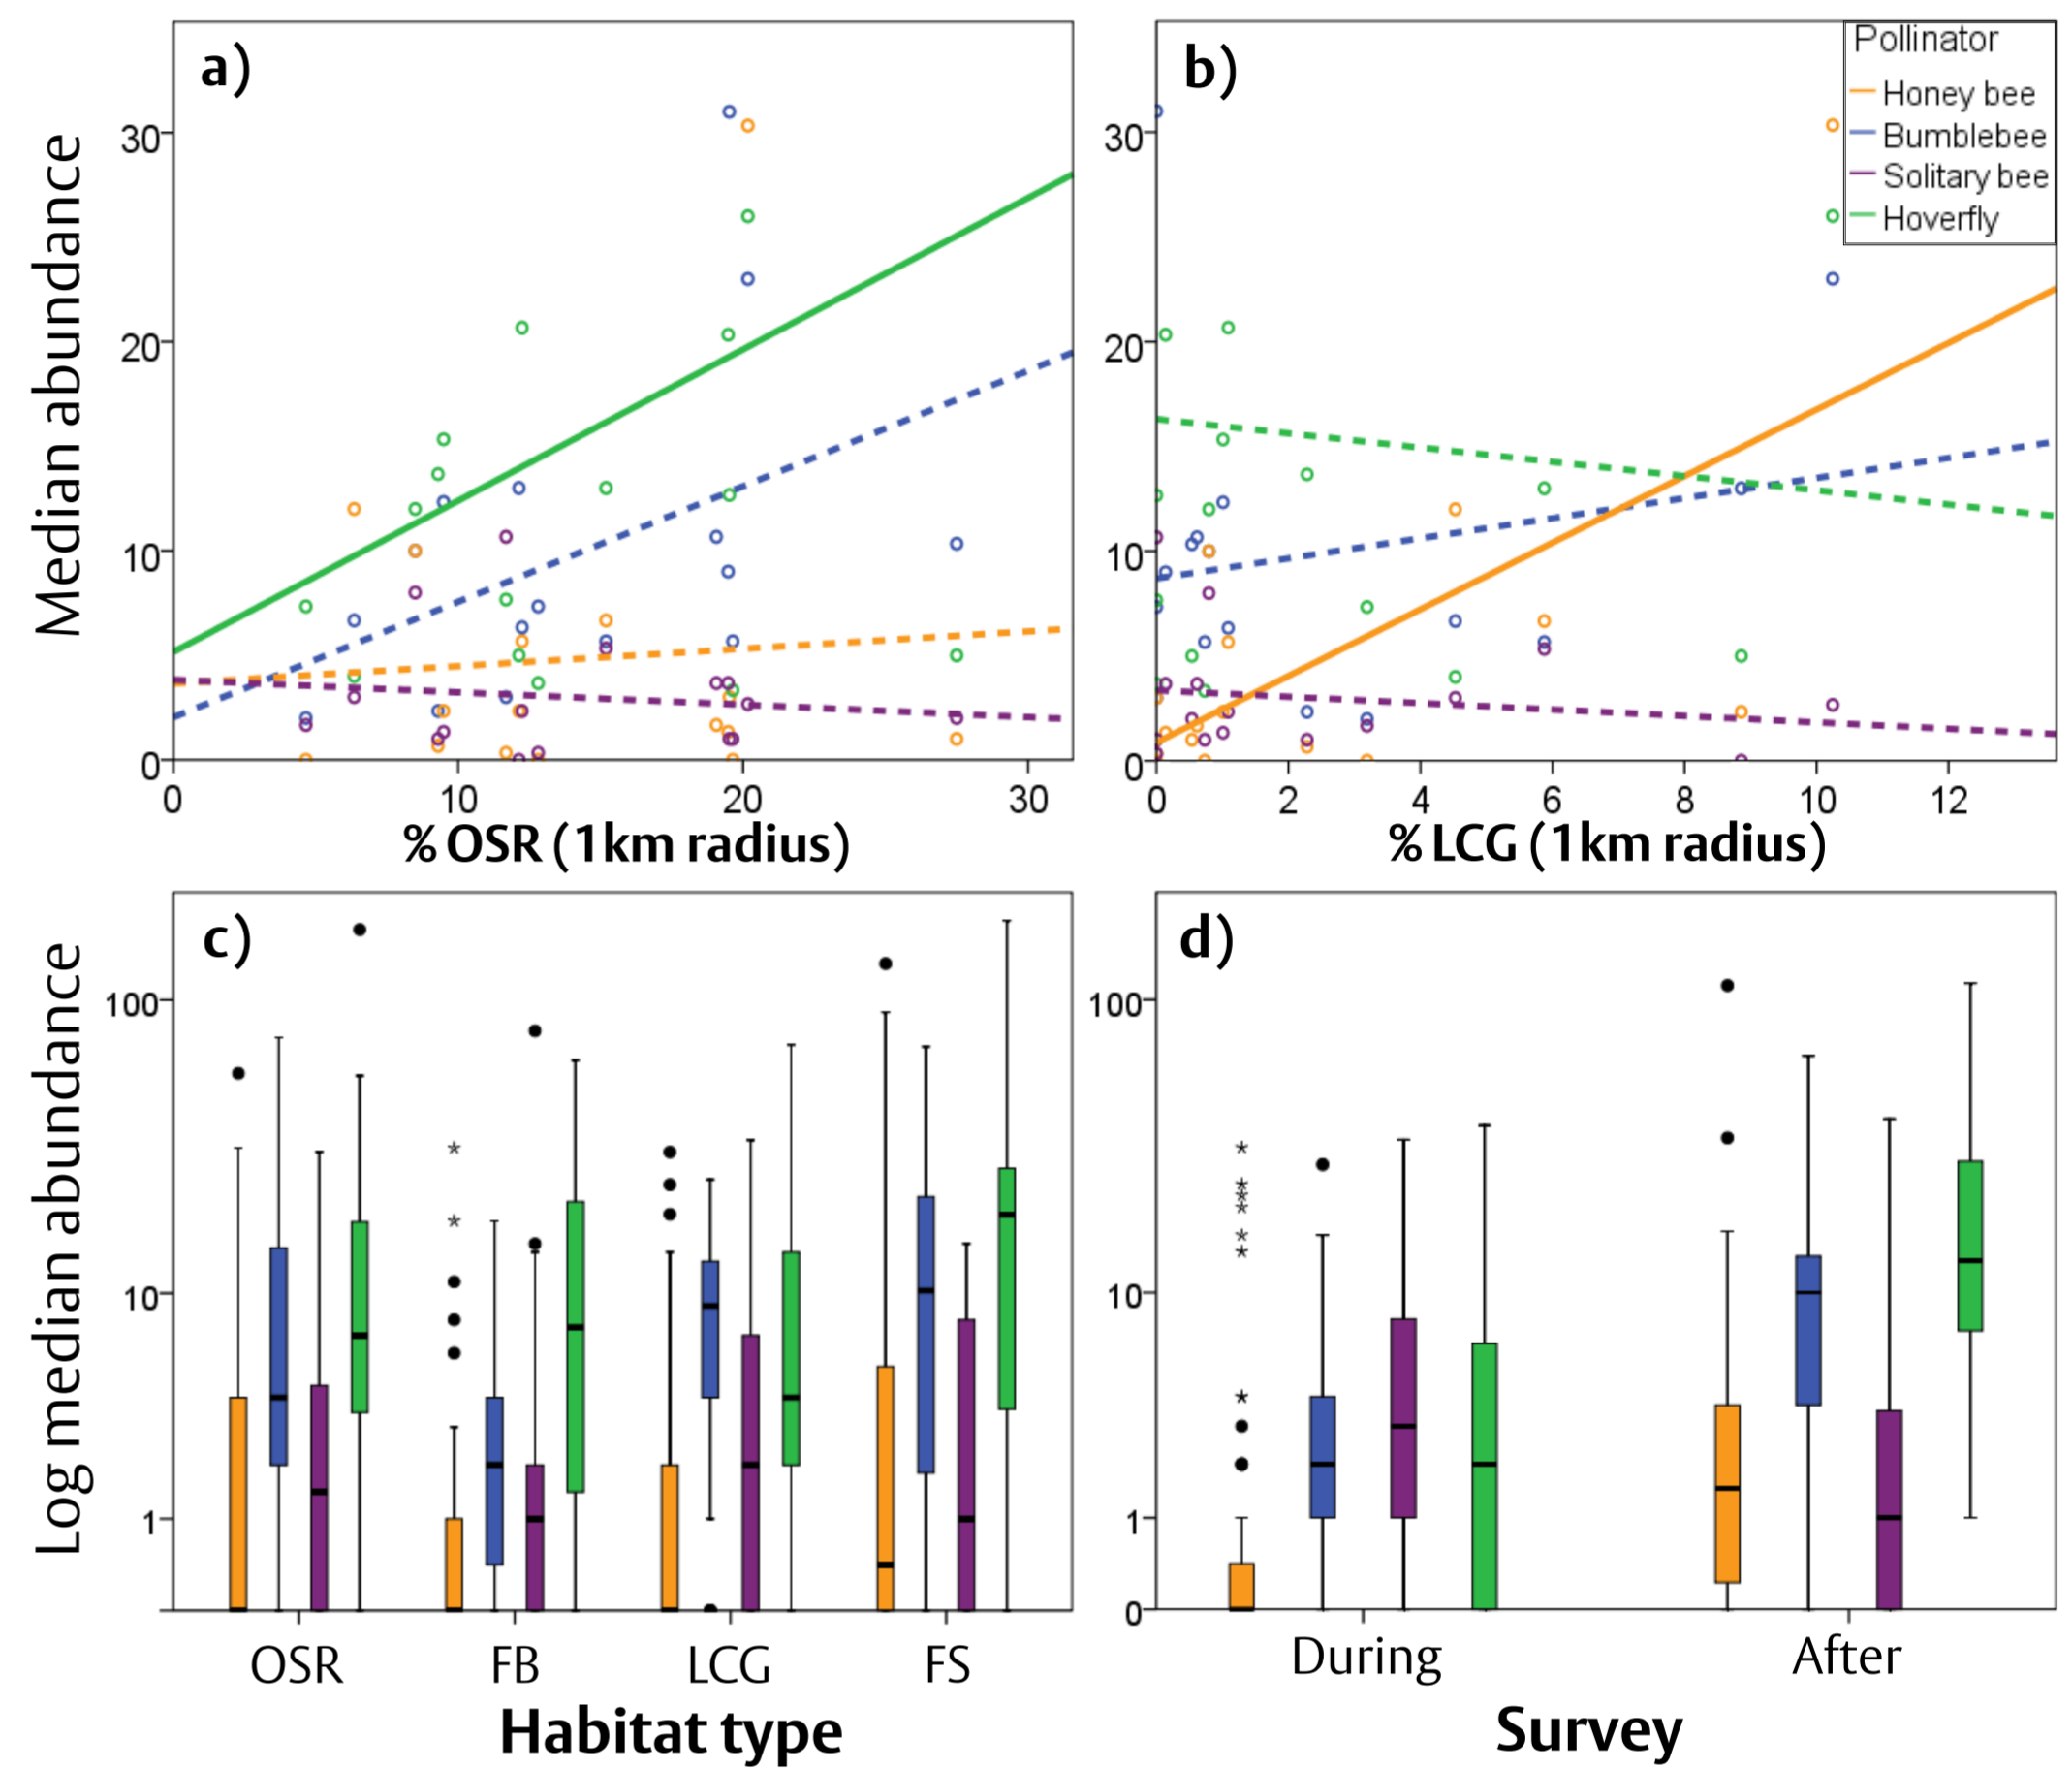 a)
Median abundance
30
20
10
0
0 10 20 30
% OSR (1km radius)
b)
Pollinator
Honey bee
Bumblebee
Solitary bee
Hoverfly
30
20
10
0
0 2 4 6 8 10 12
% LCG (1km radius)
c)
Log median abundance
100
10
1
OSR FB LCG FS
Habitat type
d)
100
10
1
0
During After
Survey